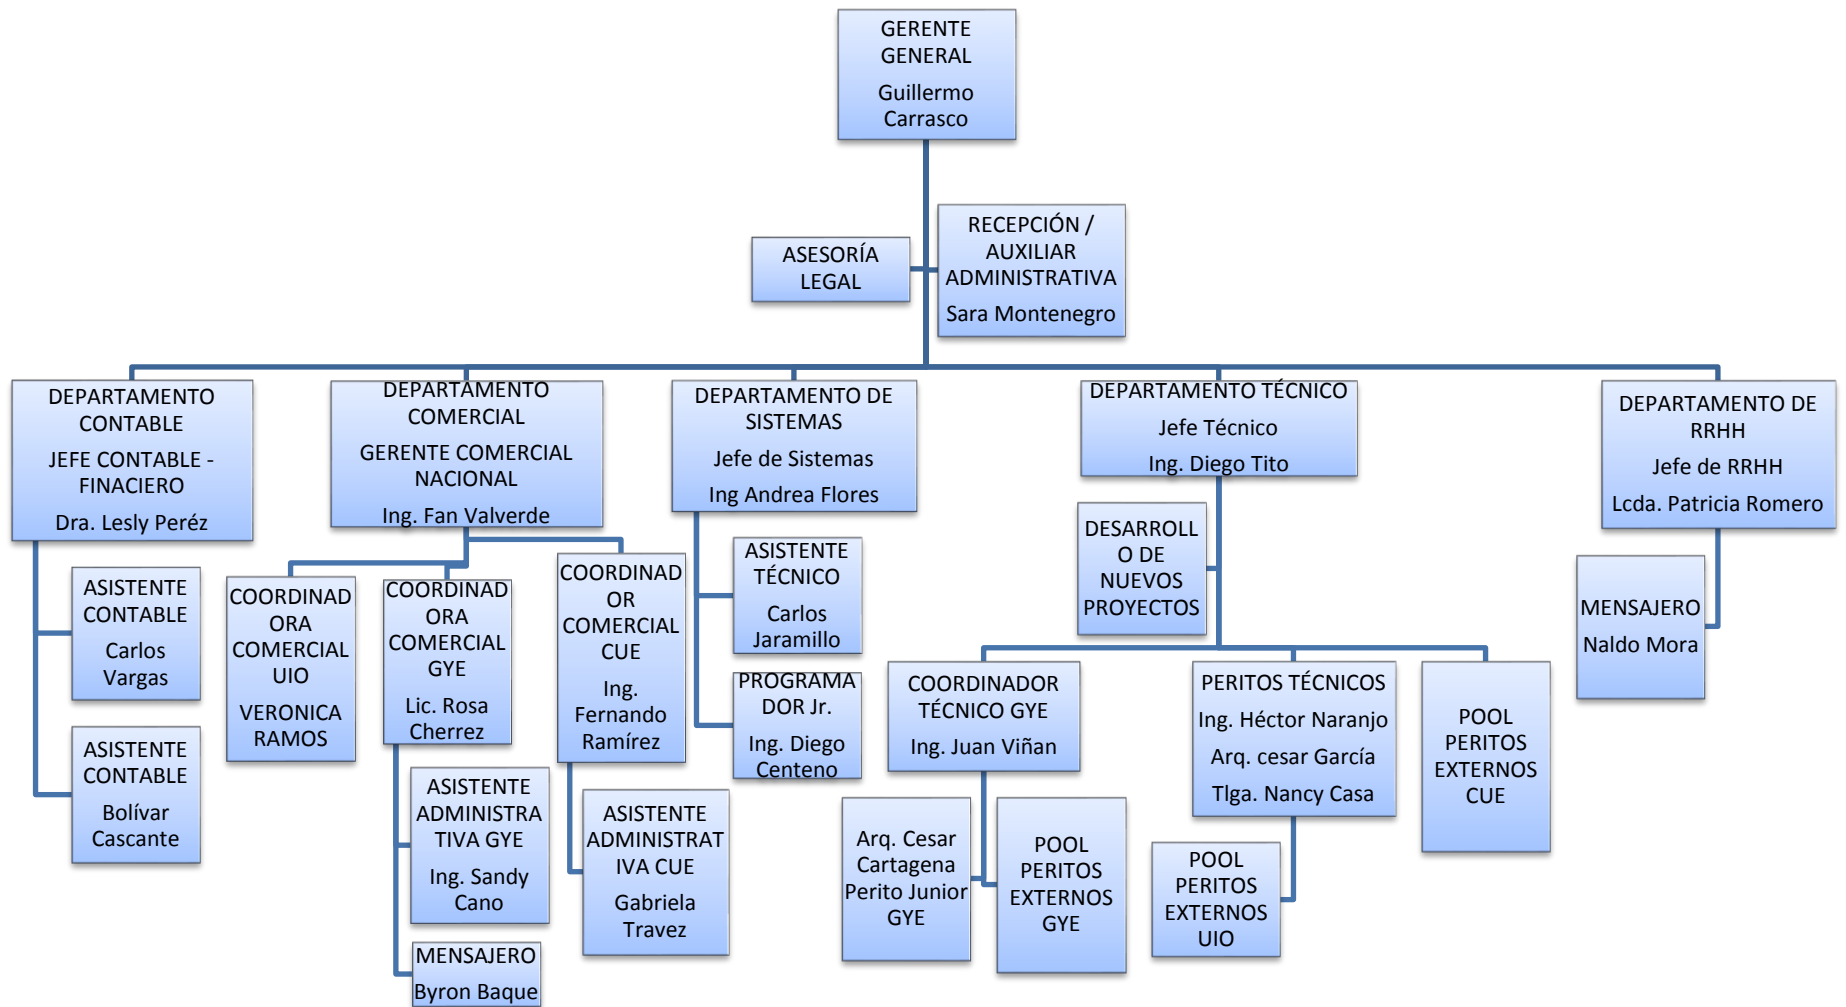 GERENTE
GENERAL
Guillermo
Carrasco
ASESORÍA
LEGAL
RECEPCIÓN /
AUXILIAR
ADMINISTRATIVA
Sara Montenegro
DEPARTAMENTO
CONTABLE
JEFE CONTABLE -
FINACIERO
Dra. Lesly Peréz
ASISTENTE
CONTABLE
Carlos
Vargas
ASISTENTE
CONTABLE
Bolívar
Cascante
DEPARTAMENTO
COMERCIAL
GERENTE COMERCIAL
NACIONAL
Ing. Fan Valverde
COORDINAD
ORA
COMERCIAL
UIO
VERONICA
RAMOS
COORDINAD
ORA
COMERCIAL
GYE
Lic. Rosa
Cherrez
ASISTENTE
ADMINISTRA
TIVA GYE
Ing. Sandy
Cano
MENSAJERO
Byron Baque
COORDINAD
OR
COMERCIAL
CUE
Ing.
Fernando
Ramírez
ASISTENTE
ADMINISTRAT
IVA CUE
Gabriela
Travez
DEPARTAMENTO DE
SISTEMAS
Jefe de Sistemas
Ing Andrea Flores
ASISTENTE
TÉCNICO
Carlos
Jaramillo
PROGRAMA
DOR Jr.
Ing. Diego
Centeno
DEPARTAMENTO TÉCNICO
Jefe Técnico
Ing. Diego Tito
DESARROLL
O DE
NUEVOS
PROYECTOS
COORDINADOR
TÉCNICO GYE
Ing. Juan Viñan
Arq. Cesar
Cartagena
Perito Junior
GYE
POOL
PERITOS
EXTERNOS
GYE
PERITOS TÉCNICOS
Ing. Héctor Naranjo
Arq. cesar García
Tlga. Nancy Casa
POOL
PERITOS
EXTERNOS
UIO
POOL
PERITOS
EXTERNOS
CUE
DEPARTAMENTO DE
RRHH
Jefe de RRHH
Lcda. Patricia Romero
MENSAJERO
Naldo Mora